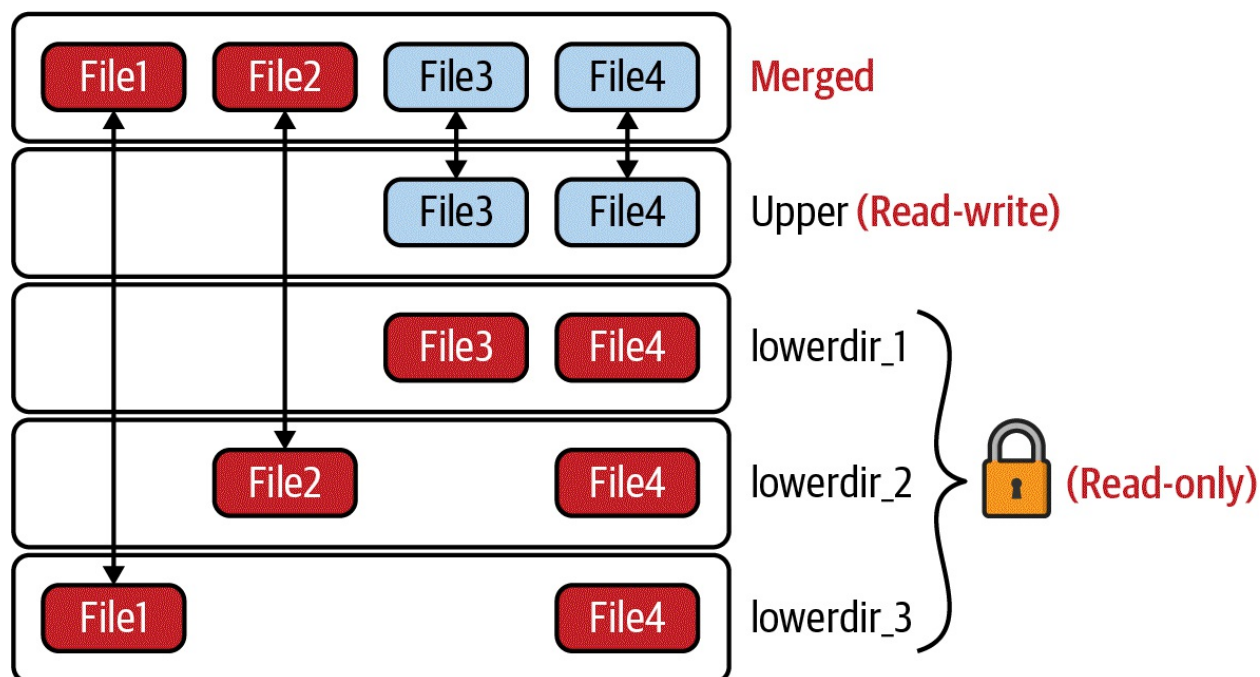 File1 File2 File3 File4 Merged
File3 File4 Upper (Read-write)
File3 File4 lowerdir_1
File2 File4 lowerdir_2 (Read-only)
File1 File4 lowerdir_3